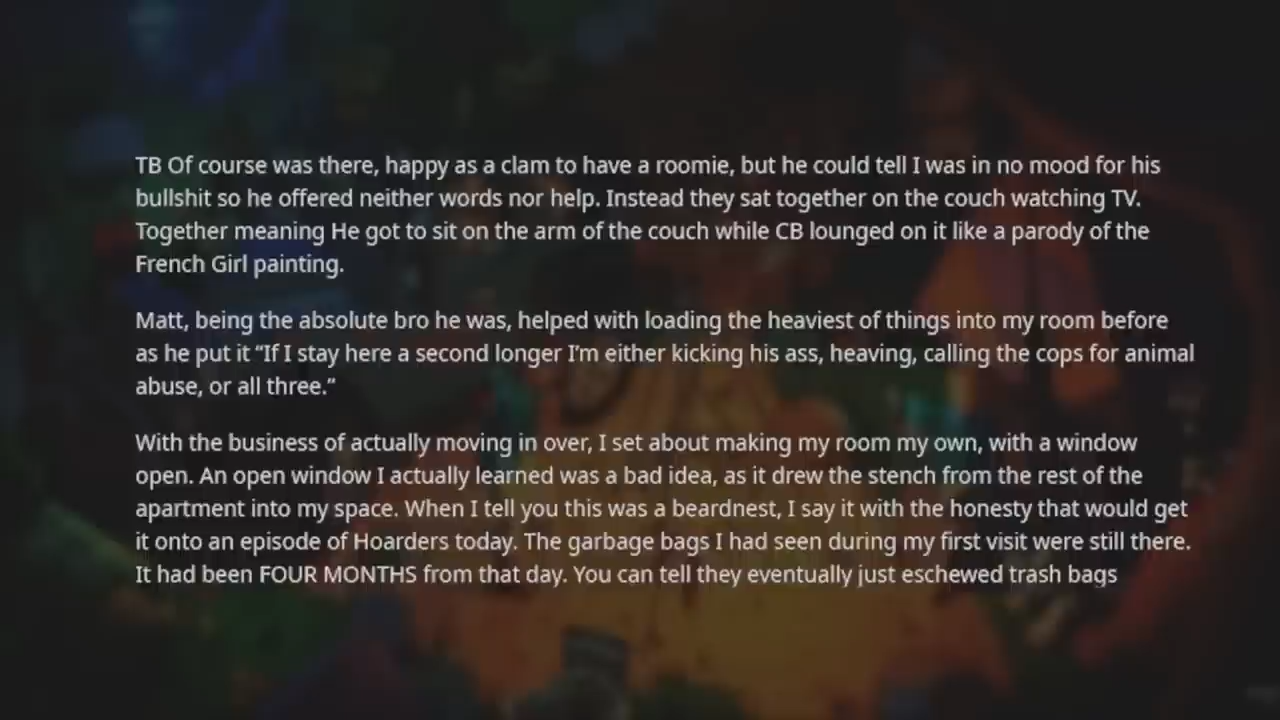 TB Of course was there, happy as a clam to have a roomie, but he could tell I was in no mood for his
bullshit so he offered neither words nor help. Instead they sat together on the couch watching TV.
Together meaning He got to sit on the arm of the couch while CB lounged on it like a parody of the
French Girl painting.
Matt, being the absolute bro he was, helped with loading the heaviest of things into my room before
as he put it “If I stay here a second longer I’m either kicking his ass, heaving, calling the cops for animal
abuse, or all three.”
With the business of actually moving in over, I set about making my room my own, with a window
open. An open window I actually learned was a bad idea, as it drew the stench from the rest of the
apartment into my space. When I tell you this was a beardnest, I say it with the honesty that would get
it onto an episode of Hoarders today. The garbage bags I had seen during my first visit were still there.
It had been FOUR MONTHS from that day. You can tell they eventually just eschewed trash bags